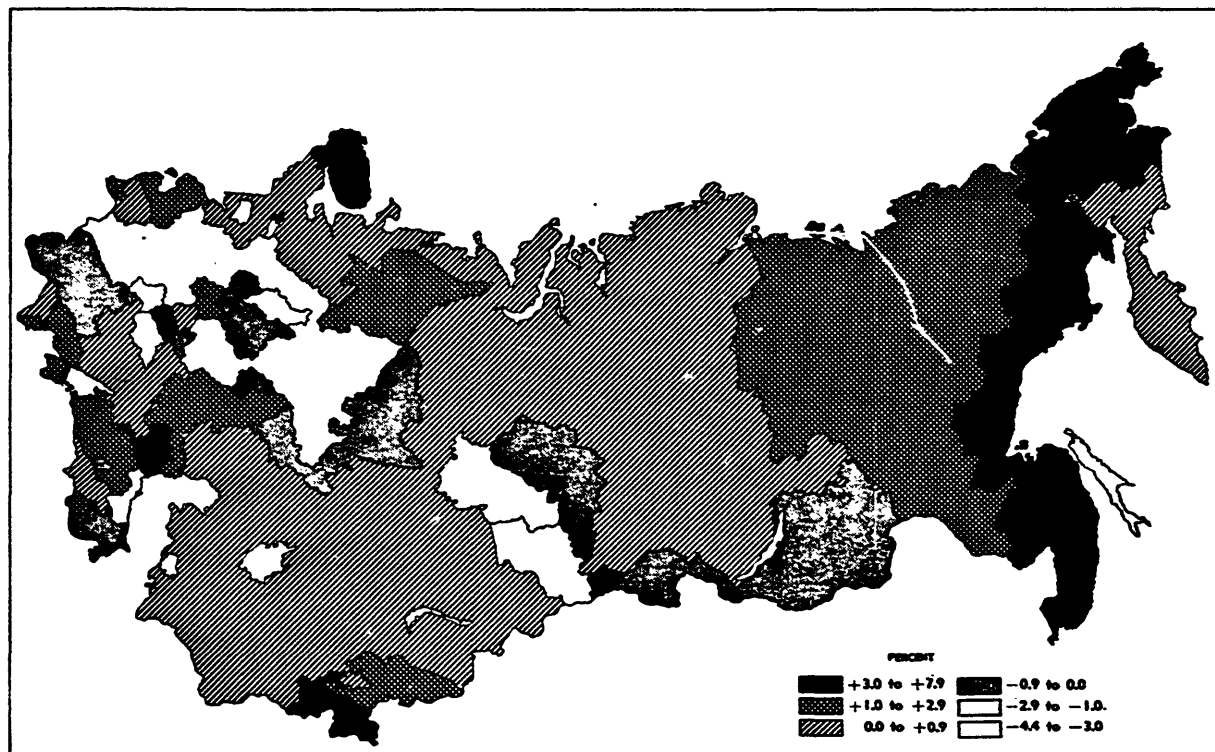 PERCENT
+3.0 to +7.9
+1.0 to +2.9
0.0 to +0.9
−0.9 to 0.0
−2.9 to −1.0.
−4.4 to −3.0